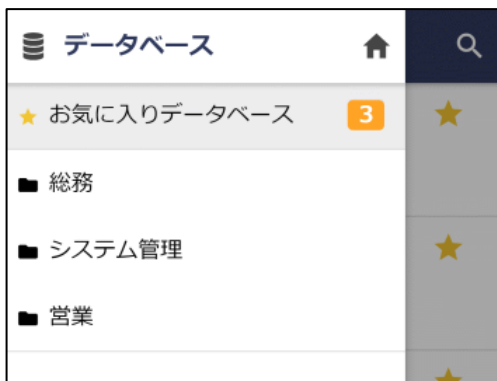 データベース
お気に入りデータベース 3
総務
システム管理
営業